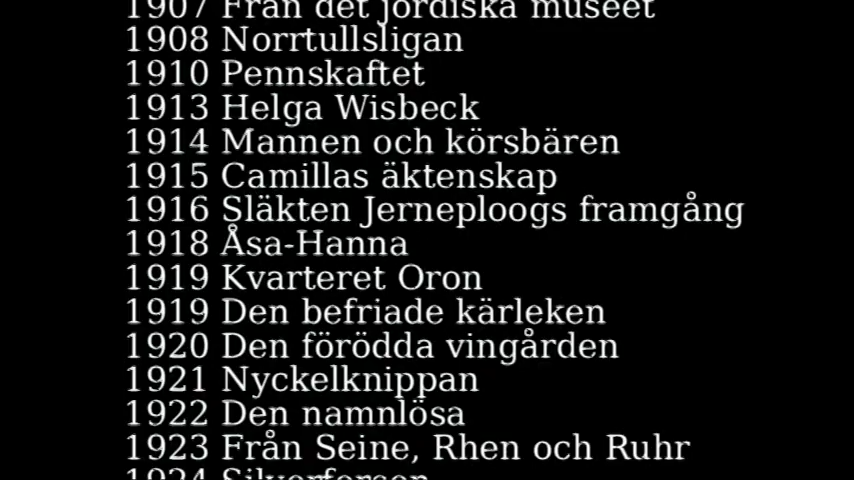 1907 Från det jordiska museet
1908 Norrtullsligan
1910 Pennskaftet
1913 Helga Wisbeck
1914 Mannen och körsbären
1915 Camillas äktenskap
1916 Släkten Jerneploogs framgång
1918 Åsa-Hanna
1919 Kvarteret Oron
1919 Den befriade kärleken
1920 Den förödda vingården
1921 Nyckelknippan
1922 Den namnlösa
1923 Från Seine, Rhen och Ruhr
1924 Silverforsen